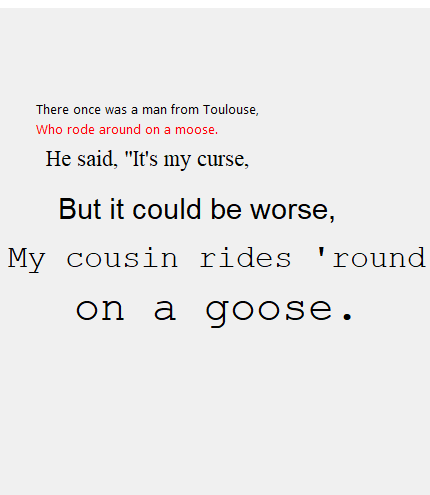 There once was a man from Toulouse,
Who rode around on a moose.
He said, "It's my curse,
But it could be worse,
My cousin rides 'round
on a goose.